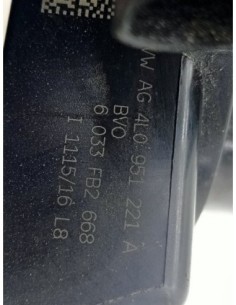 VW AG 4L0 951 221 A
BVO
6 033 FB2 668
I 1115/16 L8